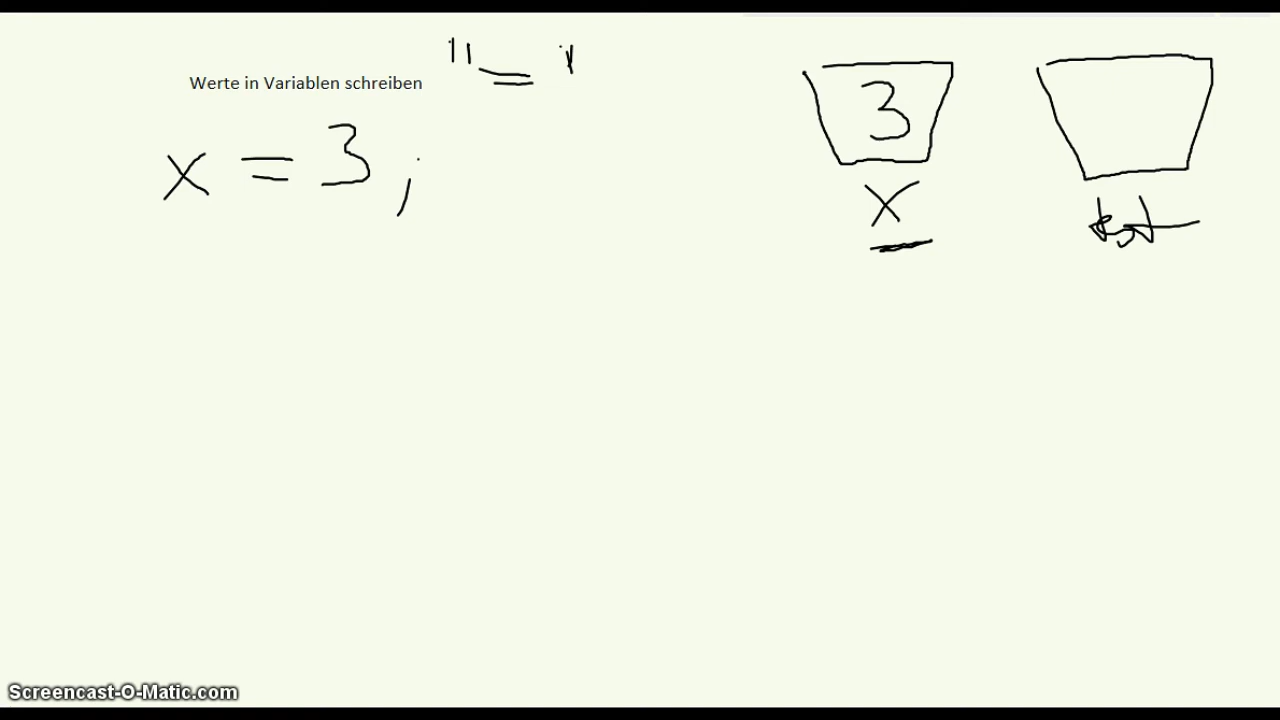 "="
Werte in Variablen schreiben
x = 3;
3
x
Screencast-O-Matic.com